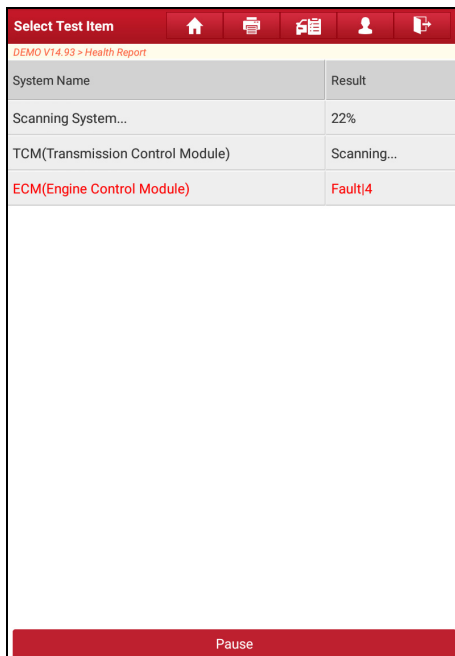 Select Test Item
DEMO V14.93 > Health Report
System Name Result
Scanning System... 22%
TCM(Transmission Control Module) Scanning...
ECM(Engine Control Module) Fault|4
Pause